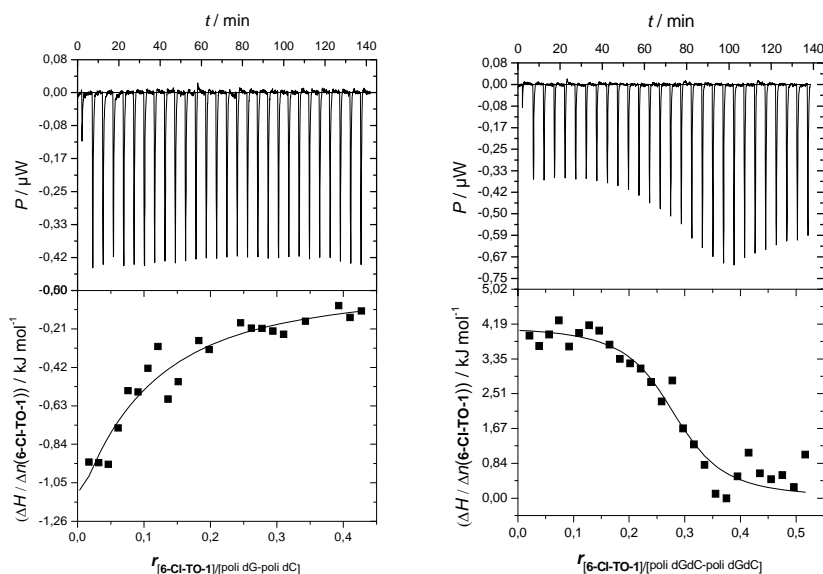 t / min
0 20 40 60 80 100 120 140
0,08
0,00
-0,08
-0,17
-0,25
-0,33
-0,42
P / µW
0,00
-0,21
-0,42
-0,63
-0,84
-1,05
-1,26
(ΔH / Δn(6-Cl-TO-1)) / kJ mol⁻¹
0,0 0,1 0,2 0,3 0,4
r[6-Cl-TO-1]/[poli dG-poli dC]
t / min
0 20 40 60 80 100 120 140
0,08
0,00
-0,08
-0,17
-0,25
-0,33
-0,42
-0,51
-0,59
-0,67
-0,75
P / µW
5,02
4,19
3,35
2,51
1,67
0,84
0,00
(ΔH / Δn(6-Cl-TO-1)) / kJ mol⁻¹
0,0 0,1 0,2 0,3 0,4 0,5
r[6-Cl-TO-1]/[poli dGdC-poli dGdC]